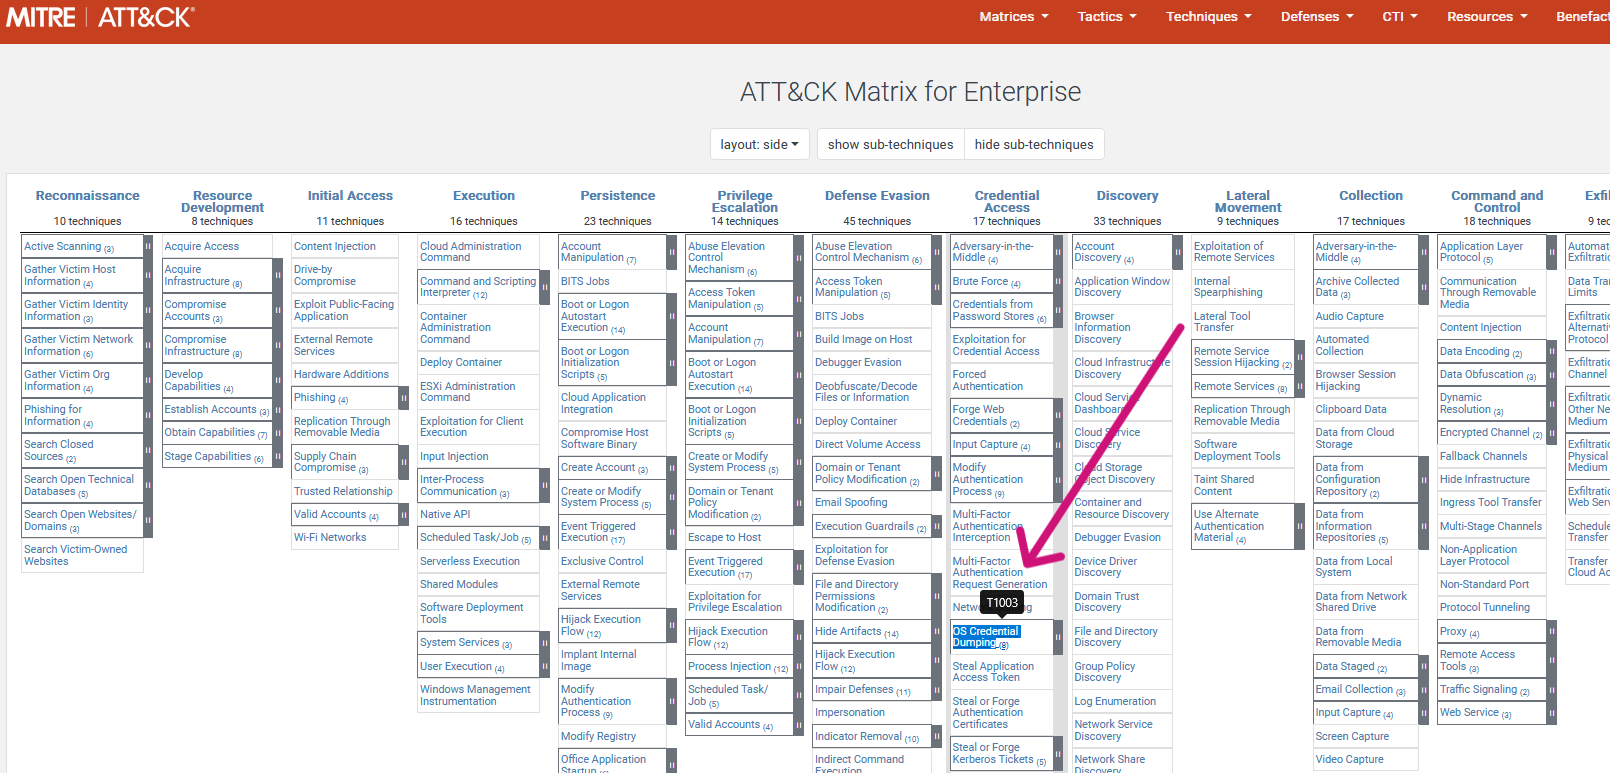 MITRE | ATT&CK®
Matrices
Tactics
Techniques
Defenses
CTI
Resources
Benefact
ATT&CK Matrix for Enterprise
layout: side
show sub-techniques
hide sub-techniques
Reconnaissance
10 techniques
Active Scanning (3)
Gather Victim Host
Information (4)
Gather Victim Identity
Information (3)
Gather Victim Network
Information (6)
Gather Victim Org
Information (4)
Phishing for
Information (4)
Search Closed
Sources (2)
Search Open Technical
Databases (5)
Search Open Websites/
Domains (3)
Search Victim-Owned
Websites
Resource
Development
8 techniques
Acquire Access
Acquire
Infrastructure (8)
Compromise
Accounts (3)
Compromise
Infrastructure (8)
Develop
Capabilities (4)
Establish Accounts (3)
Obtain Capabilities (7)
Stage Capabilities (6)
Initial Access
11 techniques
Content Injection
Drive-by
Compromise
Exploit Public-Facing
Application
External Remote
Services
Hardware Additions
Phishing (4)
Replication Through
Removable Media
Supply Chain
Compromise (3)
Trusted Relationship
Valid Accounts (4)
Wi-Fi Networks
Execution
16 techniques
Cloud Administration
Command
Command and Scripting
Interpreter (12)
Container
Administration
Command
Deploy Container
ESXi Administration
Command
Exploitation for Client
Execution
Input Injection
Inter-Process
Communication (3)
Native API
Scheduled Task/Job (5)
Serverless Execution
Shared Modules
Software Deployment
Tools
System Services (3)
User Execution (4)
Windows Management
Instrumentation
Persistence
23 techniques
Account
Manipulation (7)
BITS Jobs
Boot or Logon
Autostart
Execution (14)
Boot or Logon
Initialization
Scripts (5)
Cloud Application
Integration
Compromise Host
Software Binary
Create Account (3)
Create or Modify
System Process (5)
Event Triggered
Execution (17)
Exclusive Control
External Remote
Services
Hijack Execution
Flow (12)
Implant Internal
Image
Modify
Authentication
Process (9)
Modify Registry
Office Application
Startup
Privilege
Escalation
14 techniques
Abuse Elevation
Control
Mechanism (6)
Access Token
Manipulation (5)
Account
Manipulation (7)
Boot or Logon
Autostart
Execution (14)
Boot or Logon
Initialization
Scripts (5)
Create or Modify
System Process (5)
Domain or Tenant
Policy
Modification (2)
Escape to Host
Event Triggered
Execution (17)
Exploitation for
Privilege Escalation
Hijack Execution
Flow (12)
Process Injection (12)
Scheduled Task/
Job (5)
Valid Accounts (4)
Defense Evasion
45 techniques
Abuse Elevation
Control Mechanism (6)
Access Token
Manipulation (5)
BITS Jobs
Build Image on Host
Debugger Evasion
Deobfuscate/Decode
Files or Information
Deploy Container
Direct Volume Access
Domain or Tenant
Policy Modification (2)
Email Spoofing
Execution Guardrails (2)
Exploitation for
Defense Evasion
File and Directory
Permissions
Modification (2)
Hide Artifacts (14)
Hijack Execution
Flow (12)
Impair Defenses (11)
Impersonation
Indicator Removal (10)
Indirect Command
Execution
Credential
Access
17 techniques
Adversary-in-the-
Middle (4)
Brute Force (4)
Credentials from
Password Stores (6)
Exploitation for
Credential Access
Forced
Authentication
Forge Web
Credentials (2)
Input Capture (4)
Modify
Authentication
Process (9)
Multi-Factor
Authentication
Interception
Multi-Factor
Authentication
Request Generation
T1003
OS Credential
Dumping (8)
Steal Application
Access Token
Steal or Forge
Authentication
Certificates
Steal or Forge
Kerberos Tickets (5)
Discovery
33 techniques
Account
Discovery (4)
Application Window
Discovery
Browser
Information
Discovery
Cloud Infrastructure
Discovery
Cloud Service
Dashboard
Cloud Service
Discovery
Cloud Storage
Object Discovery
Container and
Resource Discovery
Debugger Evasion
Device Driver
Discovery
Domain Trust
Discovery
File and Directory
Discovery
Group Policy
Discovery
Log Enumeration
Network Service
Discovery
Network Share
Discovery
Lateral
Movement
9 techniques
Exploitation of
Remote Services
Internal
Spearphishing
Lateral Tool
Transfer
Remote Service
Session Hijacking (2)
Remote Services (8)
Replication Through
Removable Media
Software
Deployment Tools
Taint Shared
Content
Use Alternate
Authentication
Material (4)
Collection
17 techniques
Adversary-in-the-
Middle (4)
Archive Collected
Data (3)
Audio Capture
Automated
Collection
Browser Session
Hijacking
Clipboard Data
Data from Cloud
Storage
Data from
Configuration
Repository (2)
Data from
Information
Repositories (5)
Data from Local
System
Data from Network
Shared Drive
Data from
Removable Media
Data Staged (2)
Email Collection (3)
Input Capture (4)
Screen Capture
Video Capture
Command and
Control
18 techniques
Application Layer
Protocol (5)
Communication
Through Removable
Media
Content Injection
Data Encoding (2)
Data Obfuscation (3)
Dynamic
Resolution (3)
Encrypted Channel (2)
Fallback Channels
Hide Infrastructure
Ingress Tool Transfer
Multi-Stage Channels
Non-Application
Layer Protocol
Non-Standard Port
Protocol Tunneling
Proxy (4)
Remote Access
Tools (3)
Traffic Signaling (2)
Web Service (3)
Exfil
9 tec
Automat
Exfiltratio
Data Tra
Limits
Exfiltratio
Alternativ
Protocol
Exfiltratio
Channel
Exfiltratio
Other Ne
Medium
Exfiltratio
Physical
Medium
Exfiltratio
Web Serv
Schedule
Transfer
Transfer
Cloud Ac